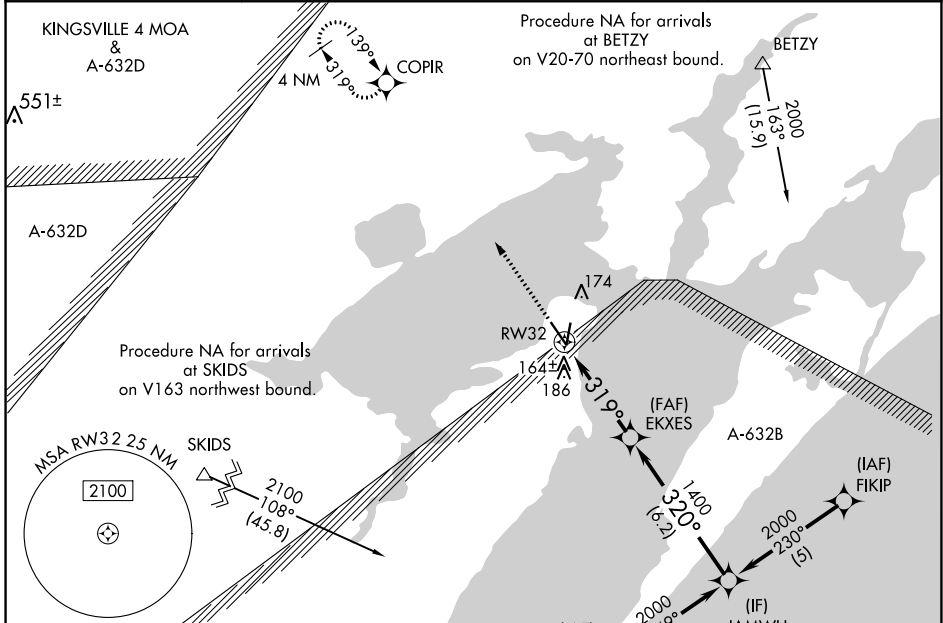 KINGSVILLE 4 MOA
&
A-632D
551±
A-632D
139°
319°
4 NM
COPIR
Procedure NA for arrivals
at BETZY
on V20-70 northeast bound.
BETZY
2000
163°
(15.9)
174
RW32
164±
186
Procedure NA for arrivals
at SKIDS
on V163 northwest bound.
319°
(FAF)
EKXES
A-632B
(IAF)
FIKIP
MSA RW32 25 NM
2100
SKIDS
2100
108°
(45.8)
1400
320°
(6.2)
2000
230°
(5)
2000
(IF)